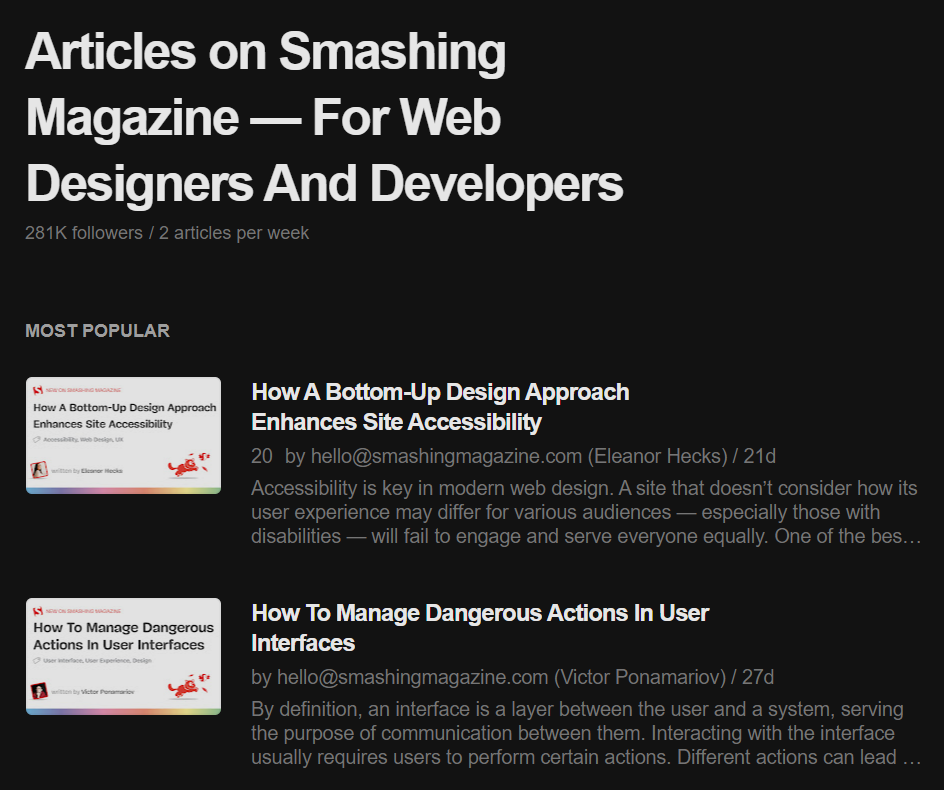 Articles on Smashing
Magazine — For Web
Designers And Developers
281K followers / 2 articles per week
MOST POPULAR
NEW ON SMASHING MAGAZINE
How A Bottom-Up Design Approach
Enhances Site Accessibility
Accessibility, Web Design, UX
written by Eleanor Hecks
How A Bottom-Up Design Approach
Enhances Site Accessibility
20 by hello@smashingmagazine.com (Eleanor Hecks) / 21d
Accessibility is key in modern web design. A site that doesn’t consider how its
user experience may differ for various audiences — especially those with
disabilities — will fail to engage and serve everyone equally. One of the bes…
NEW ON SMASHING MAGAZINE
How To Manage Dangerous
Actions In User Interfaces
User Interface, User Experience, Design
written by Victor Ponamariov
How To Manage Dangerous Actions In User
Interfaces
by hello@smashingmagazine.com (Victor Ponamariov) / 27d
By definition, an interface is a layer between the user and a system, serving
the purpose of communication between them. Interacting with the interface
usually requires users to perform certain actions. Different actions can lead …